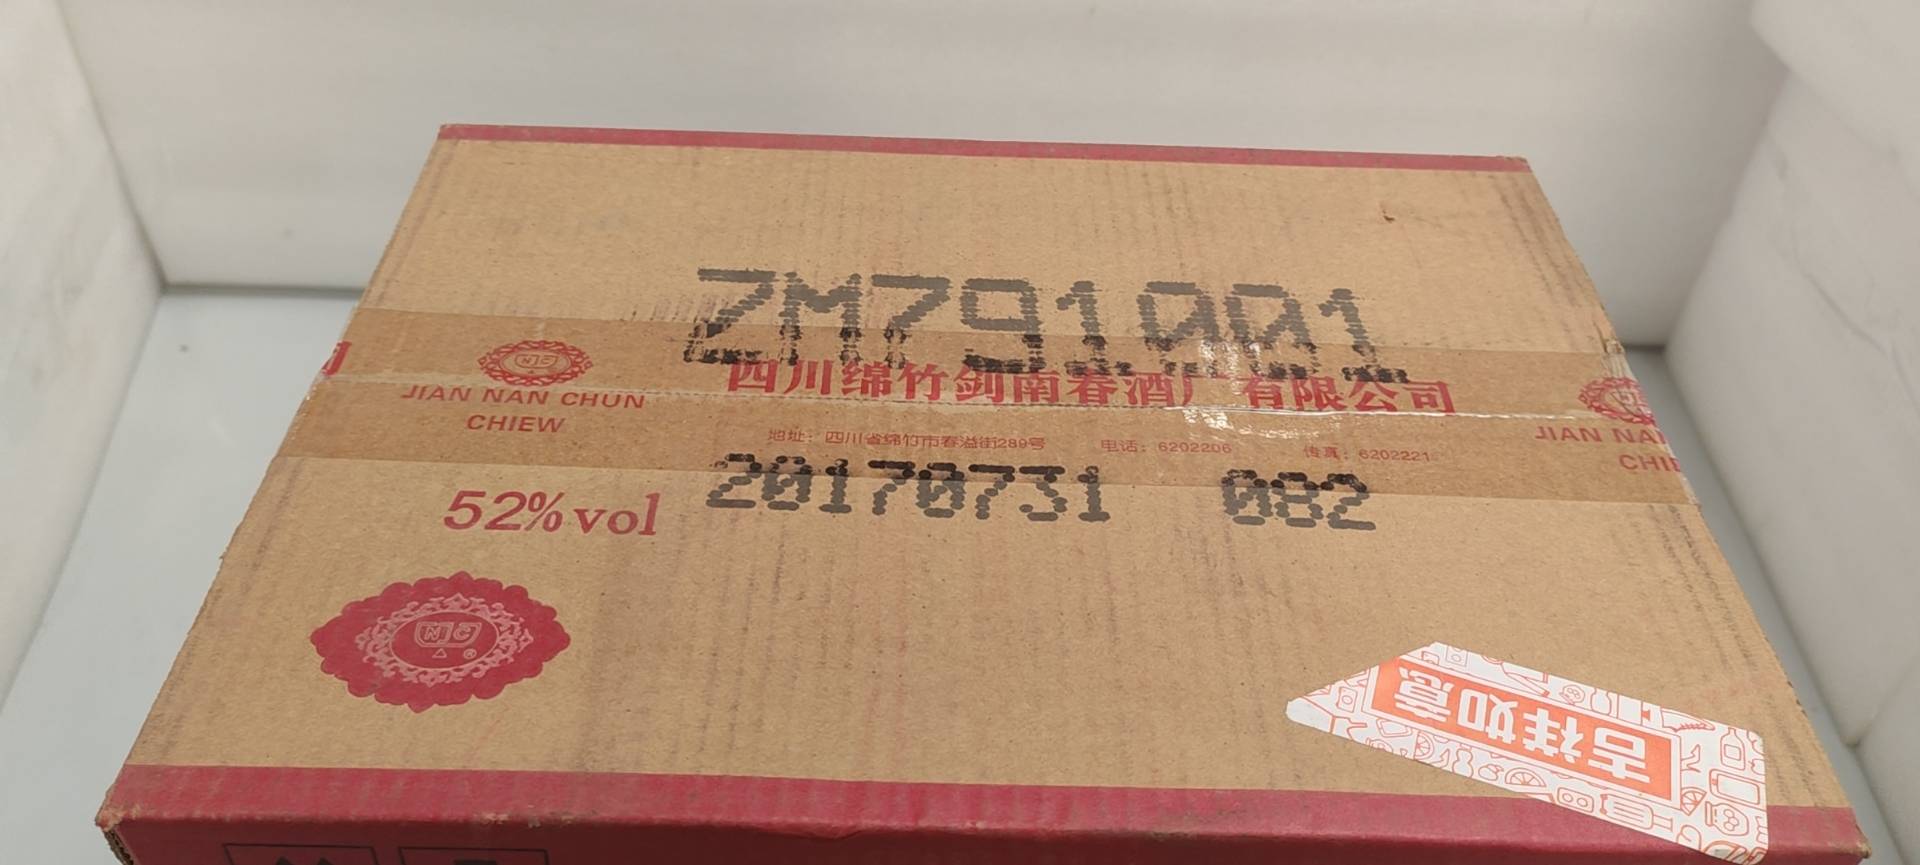 ZM791001
四川绵竹剑南春酒厂有限公司
JIAN NAN CHUN
CHIEW
JIAN NAN
CHIE
地址：四川省绵竹市春溢街289号 电话：6202206 传真：6202221
20170731 082
52%vol
NC
吉祥如意